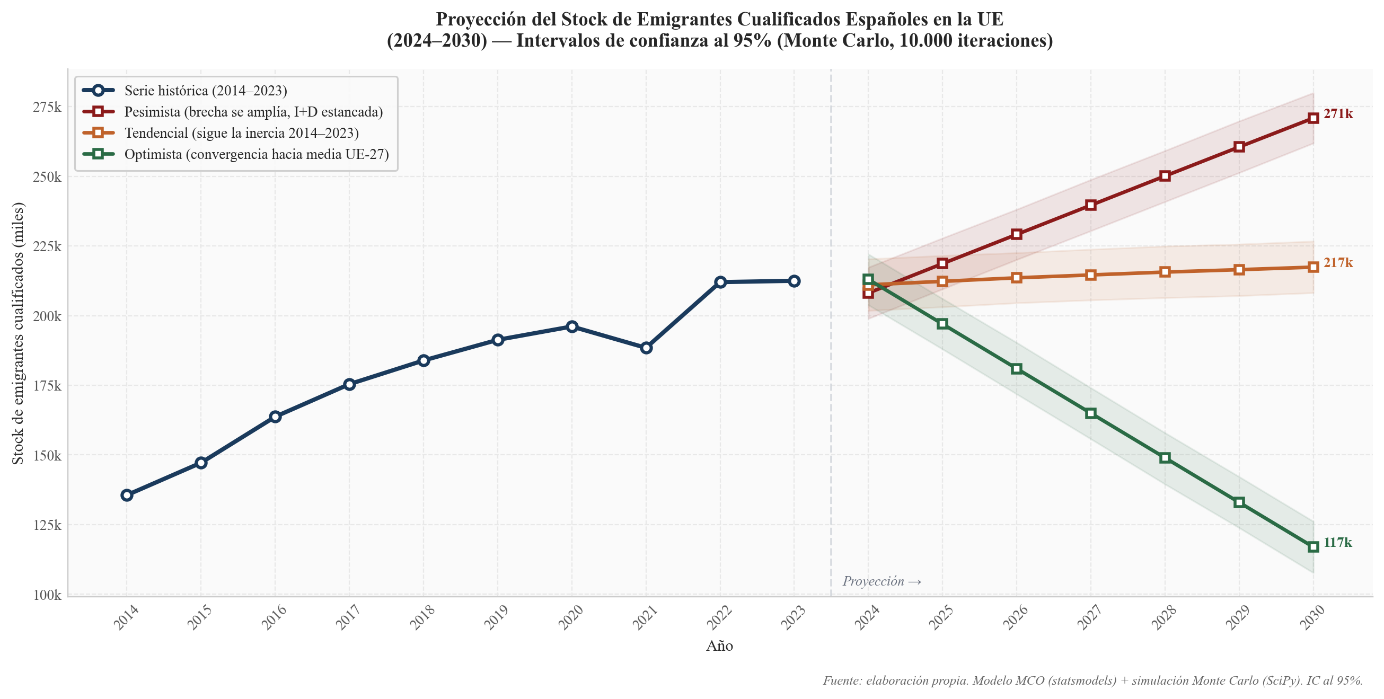 Proyección del Stock de Emigrantes Cualificados Españoles en la UE
(2024–2030) — Intervalos de confianza al 95% (Monte Carlo, 10.000 iteraciones)
Serie histórica (2014–2023)
Pesimista (brecha se amplía, I+D estancada)
Tendencial (sigue la inercia 2014–2023)
Optimista (convergencia hacia media UE-27)
Stock de emigrantes cualificados (miles)
275k
250k
225k
200k
175k
150k
125k
100k
271k
217k
117k
Proyección →
2014
2015
2016
2017
2018
2019
2020
2021
2022
2023
2024
2025
2026
2027
2028
2029
2030
Año
Fuente: elaboración propia. Modelo MCO (statsmodels) + simulación Monte Carlo (SciPy). IC al 95%.